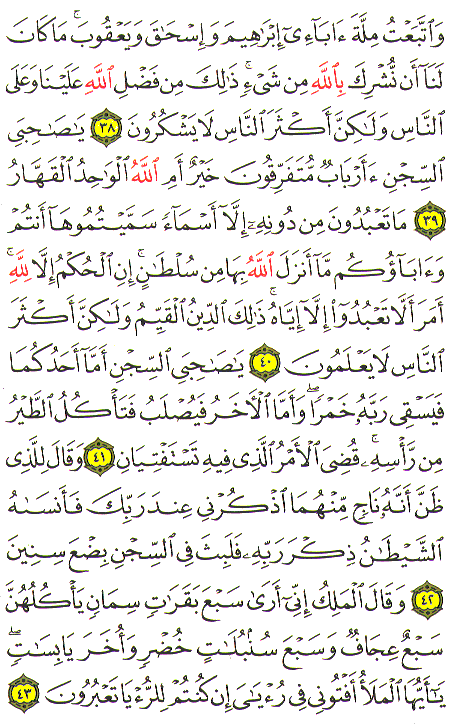 وَٱتَّبَعْتُ مِلَّةَ ءَابَآءِىٓ إِبْرَٰهِيمَ وَإِسْحَٰقَ وَيَعْقُوبَ ۚ مَا كَانَ
لَنَآ أَن نُّشْرِكَ بِٱللَّهِ مِن شَىْءٍ ۚ ذَٰلِكَ مِن فَضْلِ ٱللَّهِ عَلَيْنَا وَعَلَى
ٱلنَّاسِ وَلَٰكِنَّ أَكْثَرَ ٱلنَّاسِ لَا يَشْكُرُونَ ٣٨ يَٰصَٰحِبَىِ
ٱلسِّجْنِ ءَأَرْبَابٌ مُّتَفَرِّقُونَ خَيْرٌ أَمِ ٱللَّهُ ٱلْوَٰحِدُ ٱلْقَهَّارُ
٣٩ مَا تَعْبُدُونَ مِن دُونِهِۦٓ إِلَّآ أَسْمَآءً سَمَّيْتُمُوهَآ أَنتُمْ
وَءَابَآؤُكُم مَّآ أَنزَلَ ٱللَّهُ بِهَا مِن سُلْطَٰنٍ ۚ إِنِ ٱلْحُكْمُ إِلَّا لِلَّهِ ۚ
أَمَرَ أَلَّا تَعْبُدُوٓا۟ إِلَّآ إِيَّاهُ ۚ ذَٰلِكَ ٱلدِّينُ ٱلْقَيِّمُ وَلَٰكِنَّ أَكْثَرَ
ٱلنَّاسِ لَا يَعْلَمُونَ ٤٠ يَٰصَٰحِبَىِ ٱلسِّجْنِ أَمَّآ أَحَدُكُمَا
فَيَسْقِى رَبَّهُۥ خَمْرًا ۖ وَأَمَّا ٱلْءَاخَرُ فَيُصْلَبُ فَتَأْكُلُ ٱلطَّيْرُ
مِن رَّأْسِهِۦ ۚ قُضِىَ ٱلْأَمْرُ ٱلَّذِى فِيهِ تَسْتَفْتِيَانِ ٤١ وَقَالَ لِلَّذِى
ظَنَّ أَنَّهُۥ نَاجٍ مِّنْهُمَا ٱذْكُرْنِى عِندَ رَبِّكَ فَأَنسَىٰهُ
ٱلشَّيْطَٰنُ ذِكْرَ رَبِّهِۦ فَلَبِثَ فِى ٱلسِّجْنِ بِضْعَ سِنِينَ
٤٢ وَقَالَ ٱلْمَلِكُ إِنِّىٓ أَرَىٰ سَبْعَ بَقَرَٰتٍ سِمَانٍ يَأْكُلُهُنَّ
سَبْعٌ عِجَافٌ وَسَبْعَ سُنۢبُلَٰتٍ خُضْرٍ وَأُخَرَ يَابِسَٰتٍ ۖ
يَٰٓأَيُّهَا ٱلْمَلَأُ أَفْتُونِى فِى رُءْيَٰىَ إِن كُنتُمْ لِلرُّءْيَا تَعْبُرُونَ ٤٣